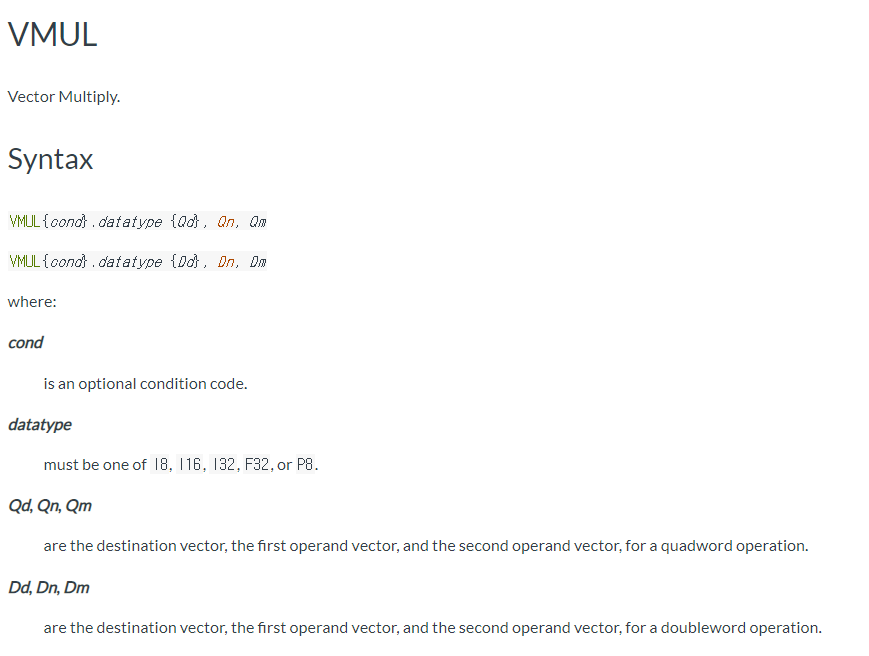 VMUL
Vector Multiply.
Syntax
VMUL{cond}.datatype {Qd}, Qn, Qm
VMUL{cond}.datatype {Dd}, Dn, Dm
where:
cond
is an optional condition code.
datatype
must be one of I8, I16, I32, F32, or P8.
Qd, Qn, Qm
are the destination vector, the first operand vector, and the second operand vector, for a quadword operation.
Dd, Dn, Dm
are the destination vector, the first operand vector, and the second operand vector, for a doubleword operation.